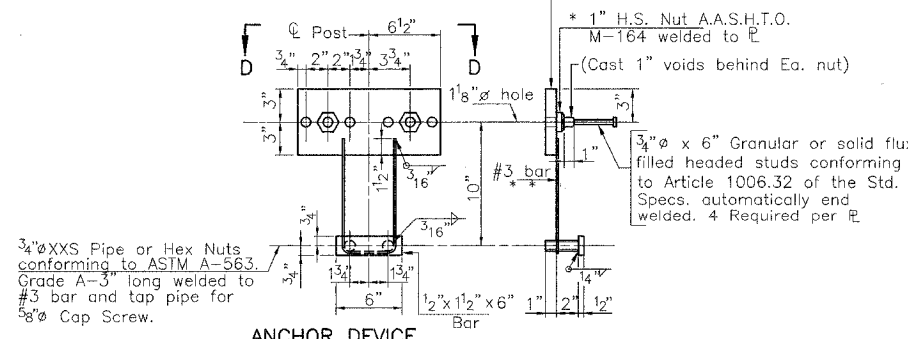 * 1" H.S. Nut A.A.S.H.T.O.
M-164 welded to ℄
℄ Post
6½"
D
D
¾"
2"
2"
1¾"
3¾"
(Cast 1" voids behind Ea. nut)
1⅛"ø hole
3"
3"
3"
1"
¾"ø x 6" Granular or solid flux
filled headed studs conforming
to Article 1006.32 of the Std.
Specs. automatically end
welded. 4 Required per ℄
1½"
3⁄16"
#3 bar
* *
10"
3⁄16"
¾"
¾"
¾"øXXS Pipe or Hex Nuts
conforming to ASTM A-563.
Grade A-3" long welded to
#3 bar and tap pipe for
⅝"ø Cap Screw.
1¾"
1¾"
6"
½"x1½"x6"
Bar
¼"
1"
2"
½"
ANCHOR DEVICE